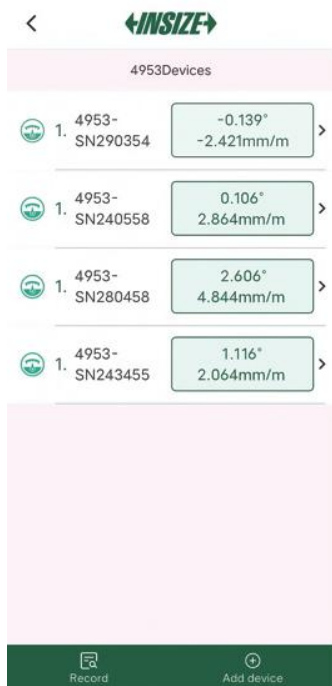 INSIZE
4953Devices
1. 4953-
SN290354
-0.139°
-2.421mm/m
1. 4953-
SN240558
0.106°
2.864mm/m
1. 4953-
SN280458
2.606°
4.844mm/m
1. 4953-
SN243455
1.116°
2.064mm/m
Record
Add device